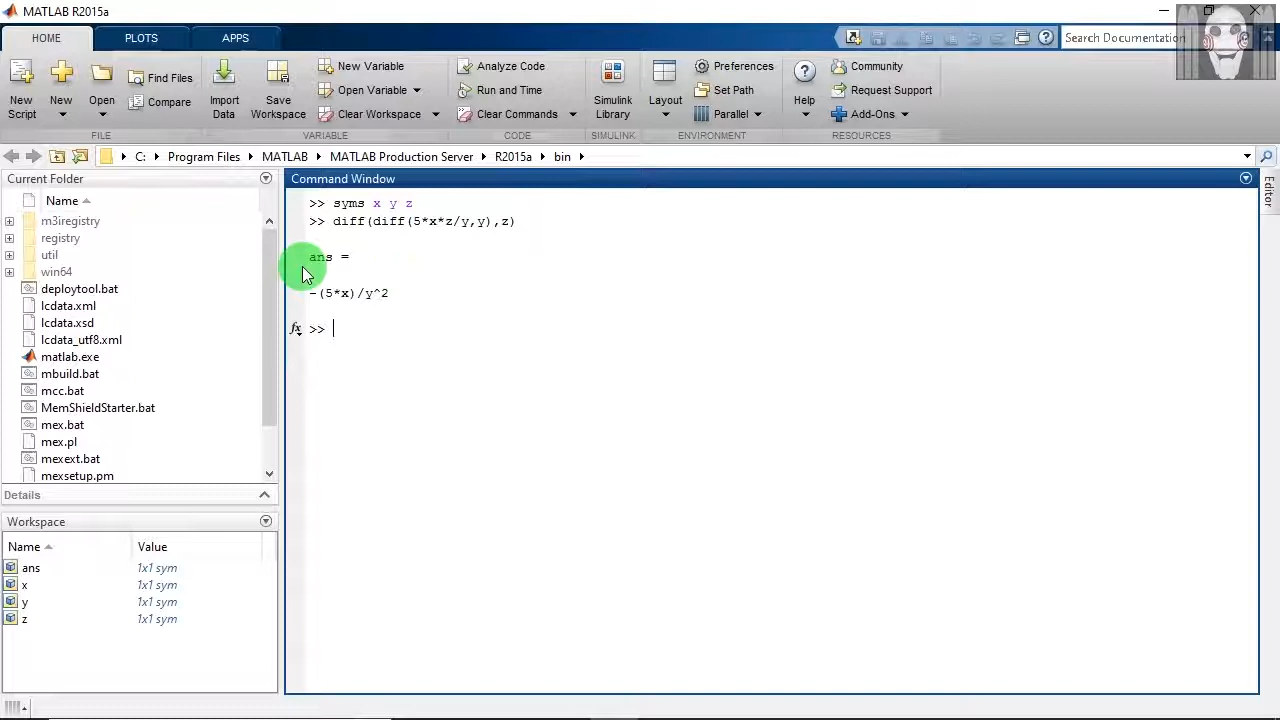 MATLAB R2015a
HOME PLOTS APPS
Search Documentation
New Script
New
Open
Find Files
Compare
Import Data
Save Workspace
New Variable
Open Variable
Clear Workspace
Analyze Code
Run and Time
Clear Commands
Simulink Library
Layout
Preferences
Set Path
Parallel
Help
Community
Request Support
Add-Ons
FILE VARIABLE CODE SIMULINK ENVIRONMENT RESOURCES
C: Program Files MATLAB MATLAB Production Server R2015a bin
Current Folder
Name
m3iregistry
registry
util
win64
deploytool.bat
lcdata.xml
lcdata.xsd
lcdata_utf8.xml
matlab.exe
mbuild.bat
mcc.bat
MemShieldStarter.bat
mex.bat
mex.pl
mexext.bat
mexsetup.pm
Details
Workspace
Name Value
ans 1x1 sym
x 1x1 sym
y 1x1 sym
z 1x1 sym
Command Window
>> syms x y z
>> diff(diff(5*x*z/y,y),z)
ans =
-(5*x)/y^2
fx >>
Editor